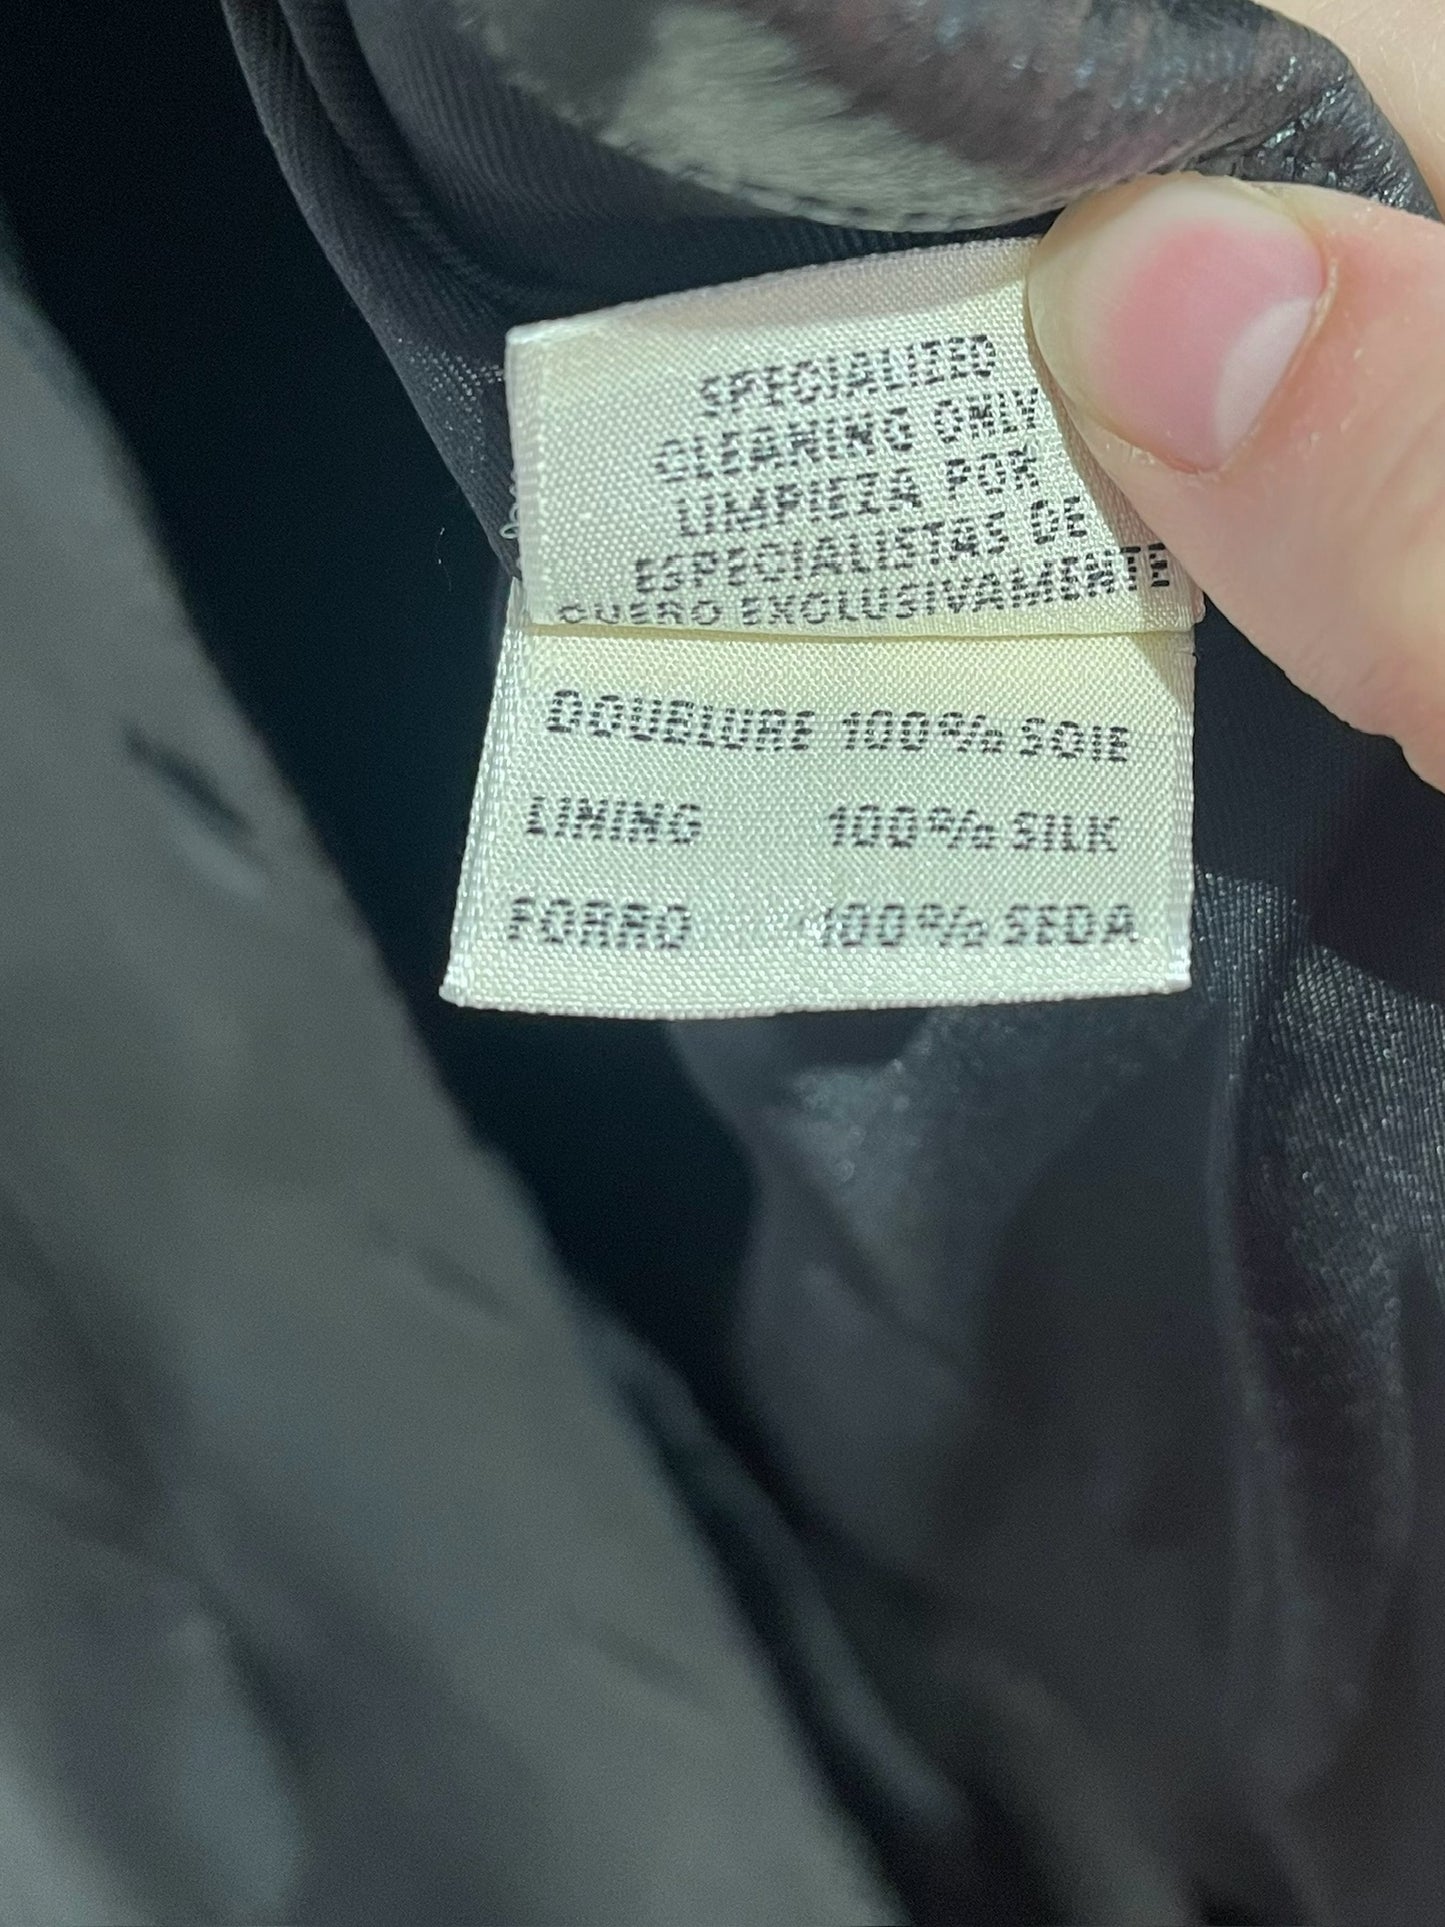 SPECIALIZED
CLEANING ONLY
LIMPIEZA POR
ESPECIALISTAS DE
CUERO EXCLUSIVAMENTE
DOUBLURE 100% SOIE
LINING 100% SILK
FORRO 100% SEDA